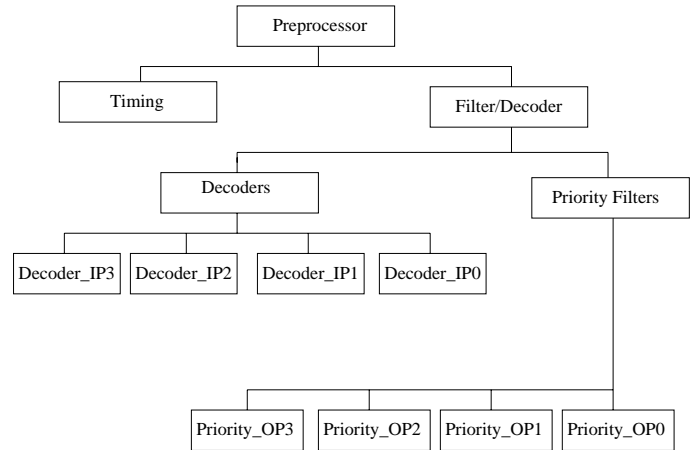 Preprocessor
Timing
Filter/Decoder
Decoders
Priority Filters
Decoder_IP3
Decoder_IP2
Decoder_IP1
Decoder_IP0
Priority_OP3
Priority_OP2
Priority_OP1
Priority_OP0